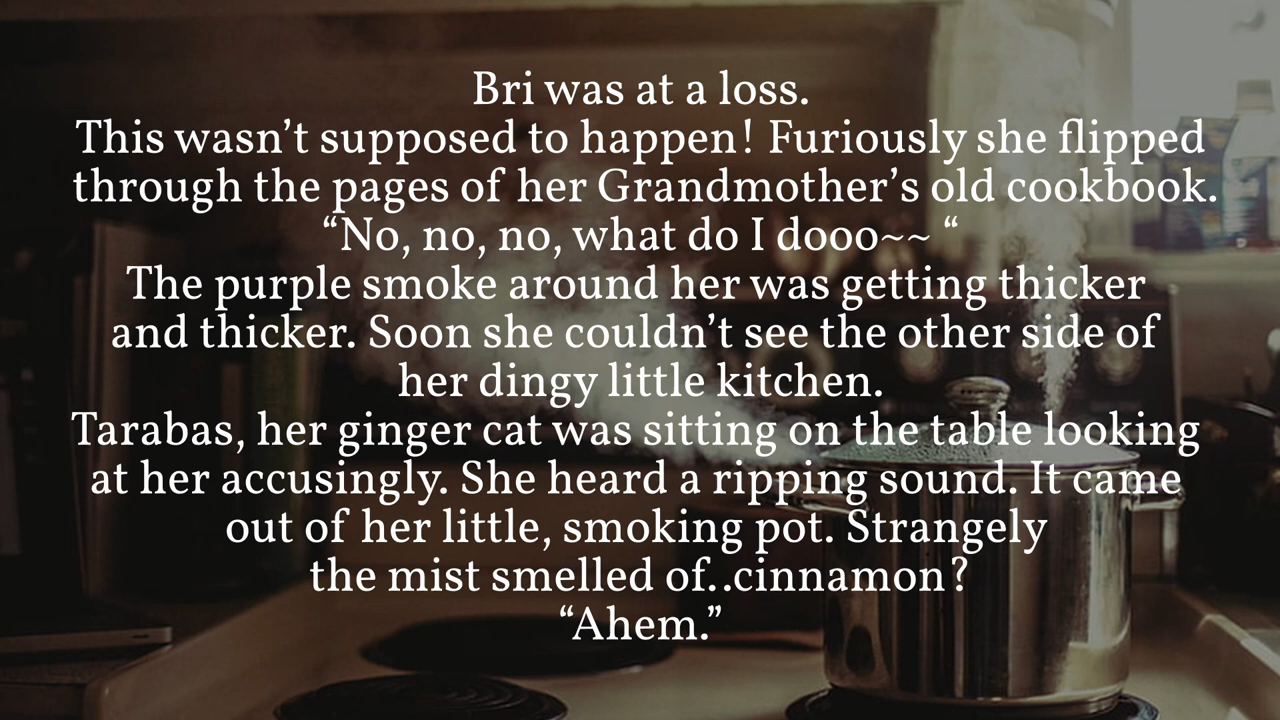 Bri was at a loss.
This wasn’t supposed to happen! Furiously she flipped
through the pages of her Grandmother’s old cookbook.
“No, no, no, what do I dooo~~ “
The purple smoke around her was getting thicker
and thicker. Soon she couldn’t see the other side of
her dingy little kitchen.
Tarabas, her ginger cat was sitting on the table looking
at her accusingly. She heard a ripping sound. It came
out of her little, smoking pot. Strangely
the mist smelled of..cinnamon?
“Ahem.”